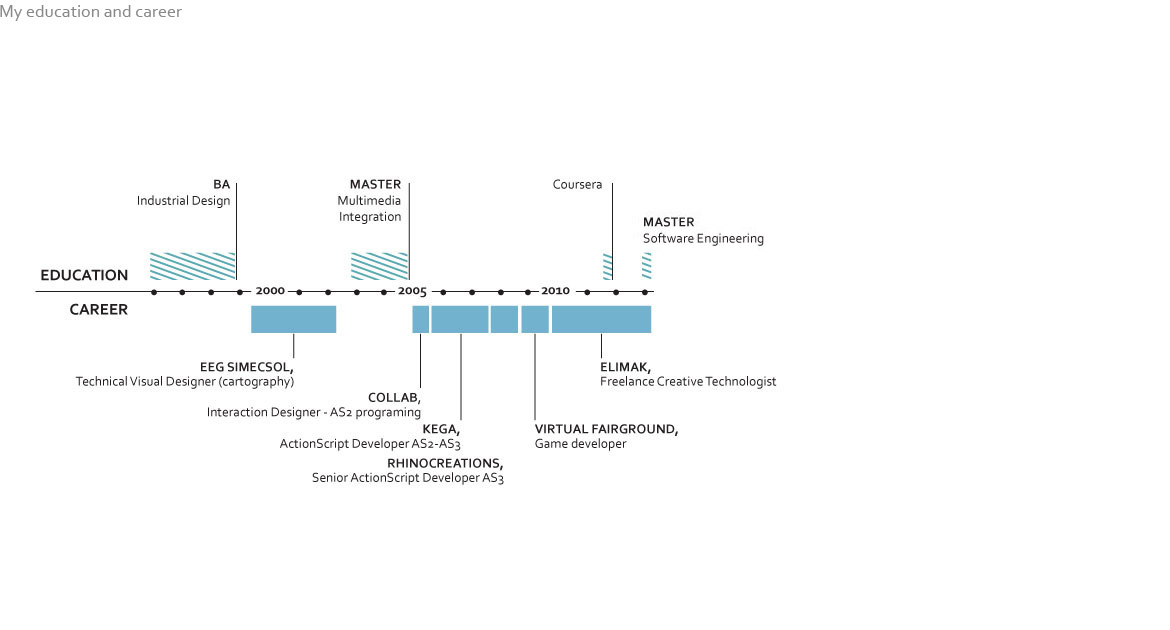 My education and career
BA
Industrial Design
MASTER
Multimedia
Integration
Coursera
MASTER
Software Engineering
EDUCATION
2000
2005
2010
CAREER
EEG SIMECSOL,
Technical Visual Designer (cartography)
ELIMAK,
Freelance Creative Technologist
COLLAB,
Interaction Designer - AS2 programing
KEGA,
ActionScript Developer AS2-AS3
VIRTUAL FAIRGROUND,
Game developer
RHINOCREATIONS,
Senior ActionScript Developer AS3